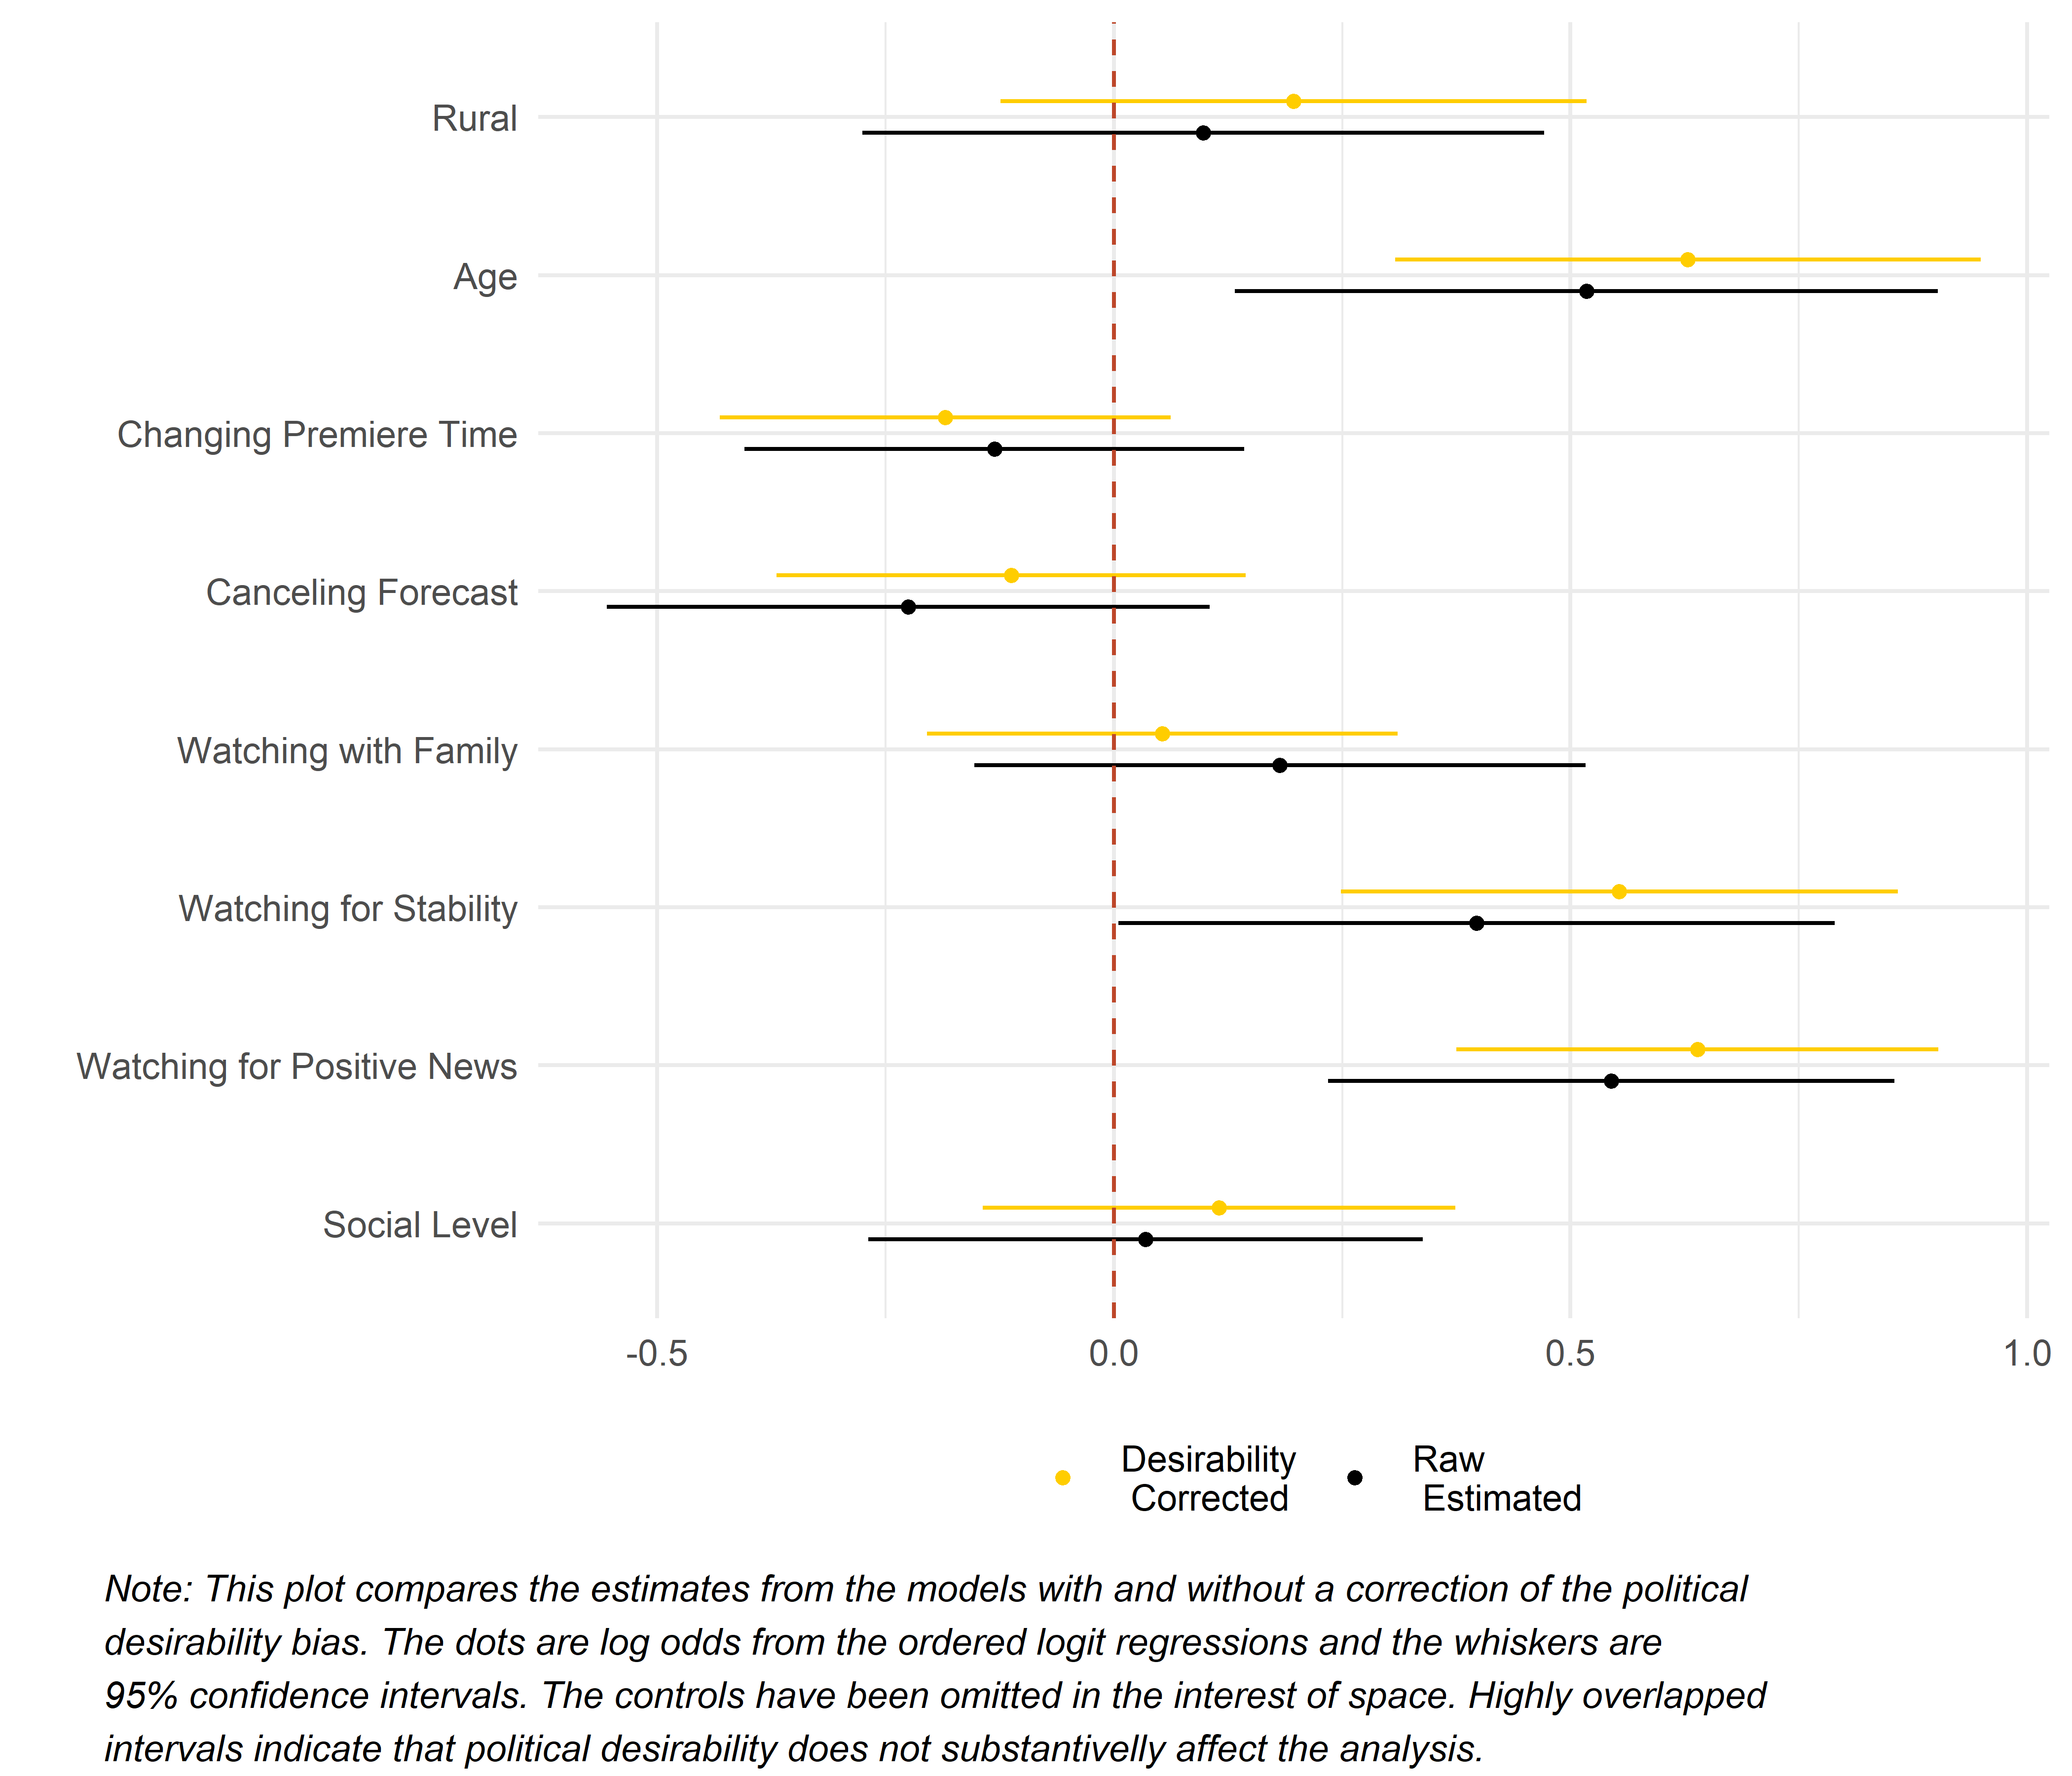 Rural
Age
Changing Premiere Time
Canceling Forecast
Watching with Family
Watching for Stability
Watching for Positive News
Social Level
-0.5 0.0 0.5 1.0
Desirability Raw
Corrected Estimated
Note: This plot compares the estimates from the models with and without a correction of the political
desirability bias. The dots are log odds from the ordered logit regressions and the whiskers are
95% confidence intervals. The controls have been omitted in the interest of space. Highly overlapped
intervals indicate that political desirability does not substantivelly affect the analysis.